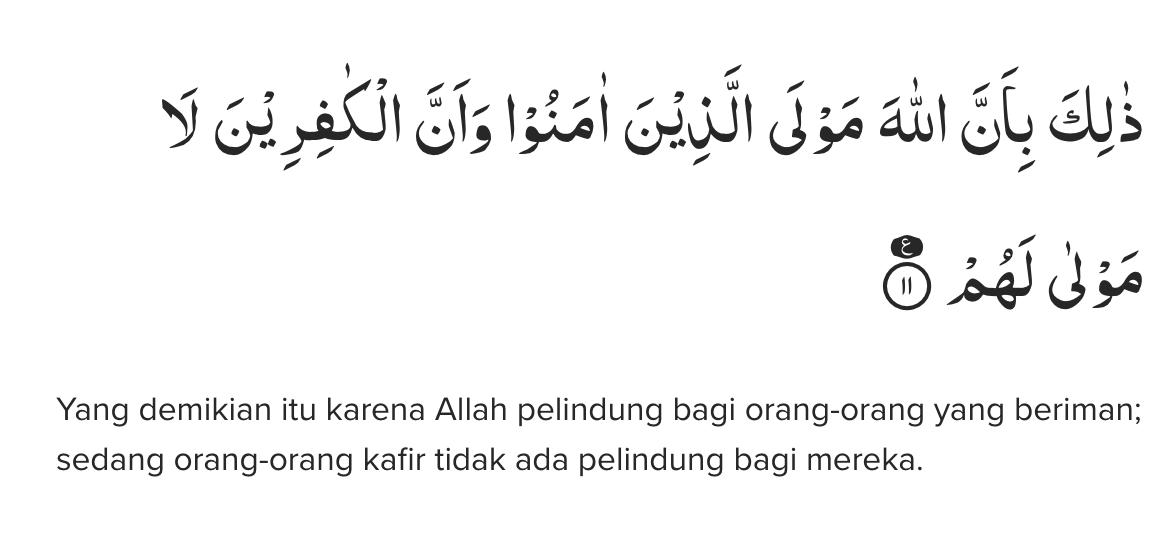 ذٰلِكَ بِاَنَّ اللّٰهَ مَوْلَى الَّذِيْنَ اٰمَنُوْا وَاَنَّ الْكٰفِرِيْنَ لَا
مَوْلٰى لَهُمْ ࣖ ١١
Yang demikian itu karena Allah pelindung bagi orang-orang yang beriman;
sedang orang-orang kafir tidak ada pelindung bagi mereka.